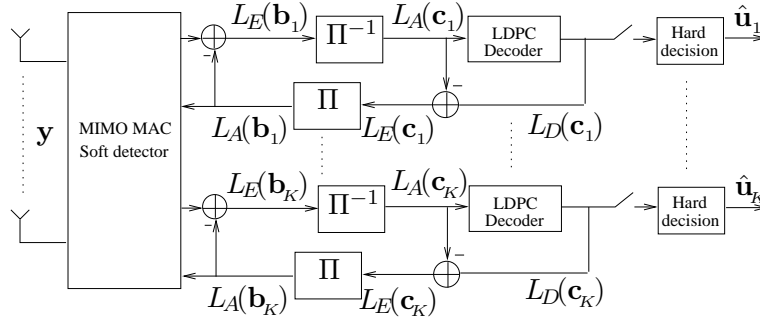 L_E(b_1) Π^{-1} L_A(c_1) LDPC Decoder Hard decision û_1
L_A(b_1) Π L_E(c_1) L_D(c_1)
y MIMO MAC Soft detector
L_E(b_K) Π^{-1} L_A(c_K) LDPC Decoder Hard decision û_K
L_A(b_K) Π L_E(c_K) L_D(c_K)